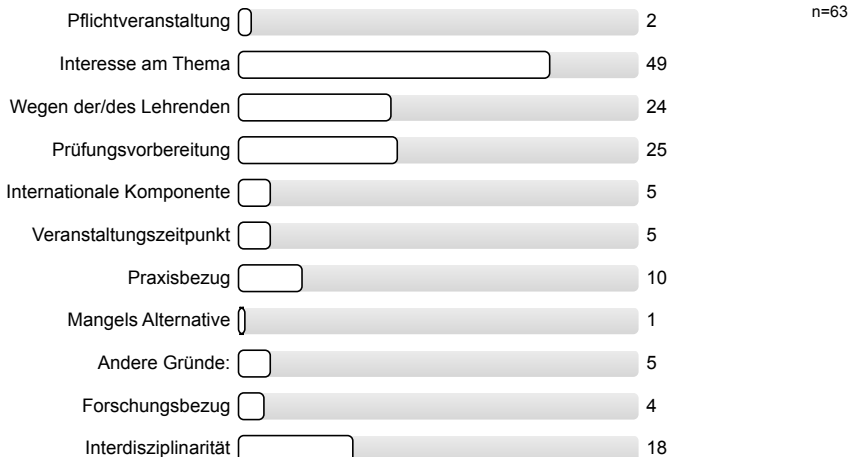 Pflichtveranstaltung 2 n=63
Interesse am Thema 49
Wegen der/des Lehrenden 24
Prüfungsvorbereitung 25
Internationale Komponente 5
Veranstaltungszeitpunkt 5
Praxisbezug 10
Mangels Alternative 1
Andere Gründe: 5
Forschungsbezug 4
Interdisziplinarität 18